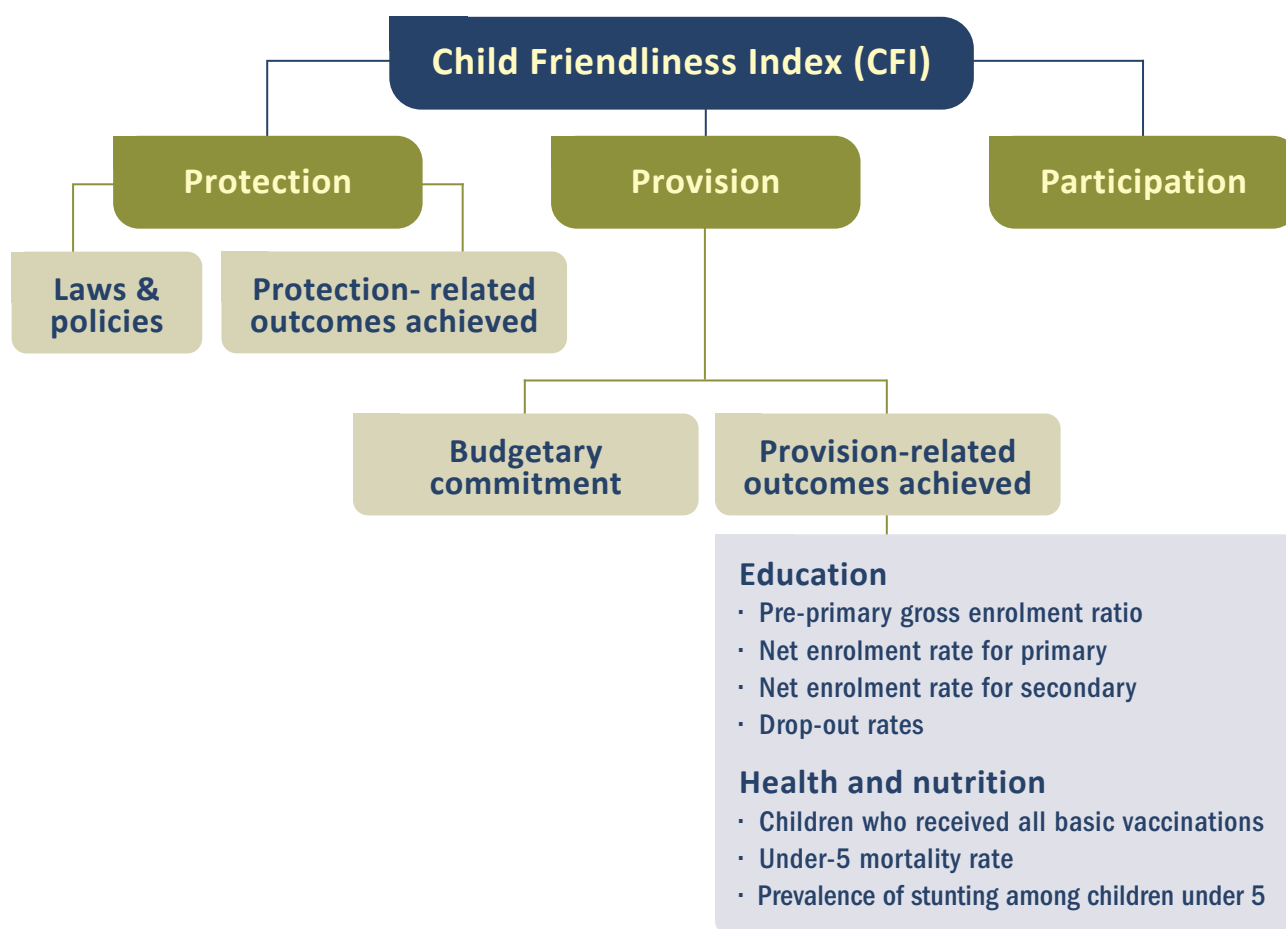 Child Friendliness Index (CFI)
Protection
Provision
Participation
Laws &
policies
Protection- related
outcomes achieved
Budgetary
commitment
Provision-related
outcomes achieved
Education
· Pre-primary gross enrolment ratio
· Net enrolment rate for primary
· Net enrolment rate for secondary
· Drop-out rates
Health and nutrition
· Children who received all basic vaccinations
· Under-5 mortality rate
· Prevalence of stunting among children under 5